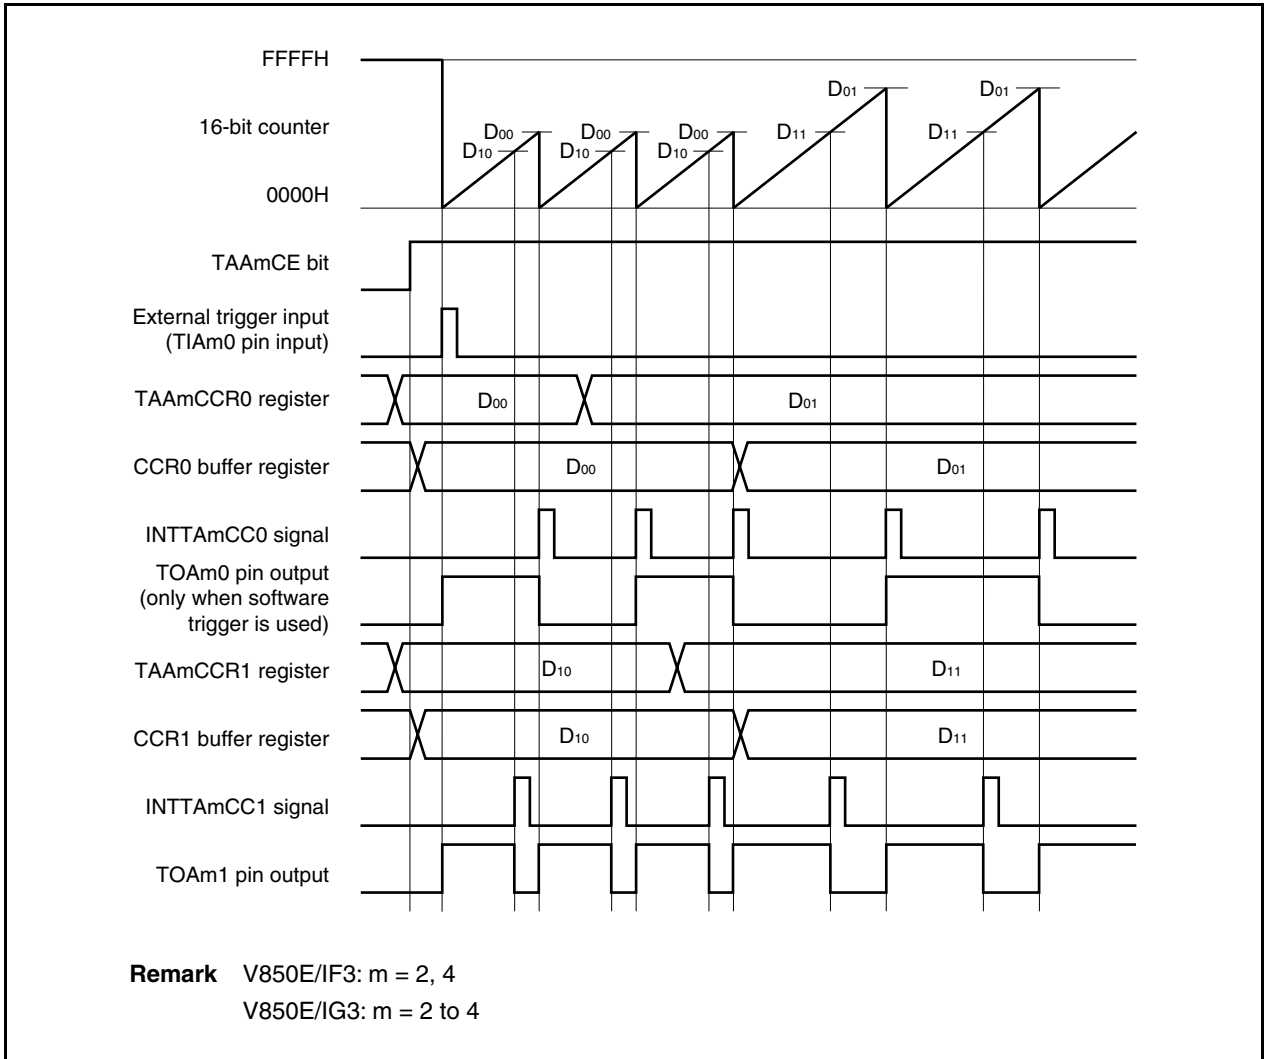 FFFFH
D01 D01
16-bit counter
D00 D00 D00 D11 D11
D10 D10 D10
0000H
TAAmCE bit
External trigger input
(TIAm0 pin input)
TAAmCCR0 register
D00 D01
CCR0 buffer register
D00 D01
INTTAmCC0 signal
TOAm0 pin output
(only when software
trigger is used)
TAAmCCR1 register
D10 D11
CCR1 buffer register
D10 D11
INTTAmCC1 signal
TOAm1 pin output
Remark V850E/IF3: m = 2, 4
V850E/IG3: m = 2 to 4